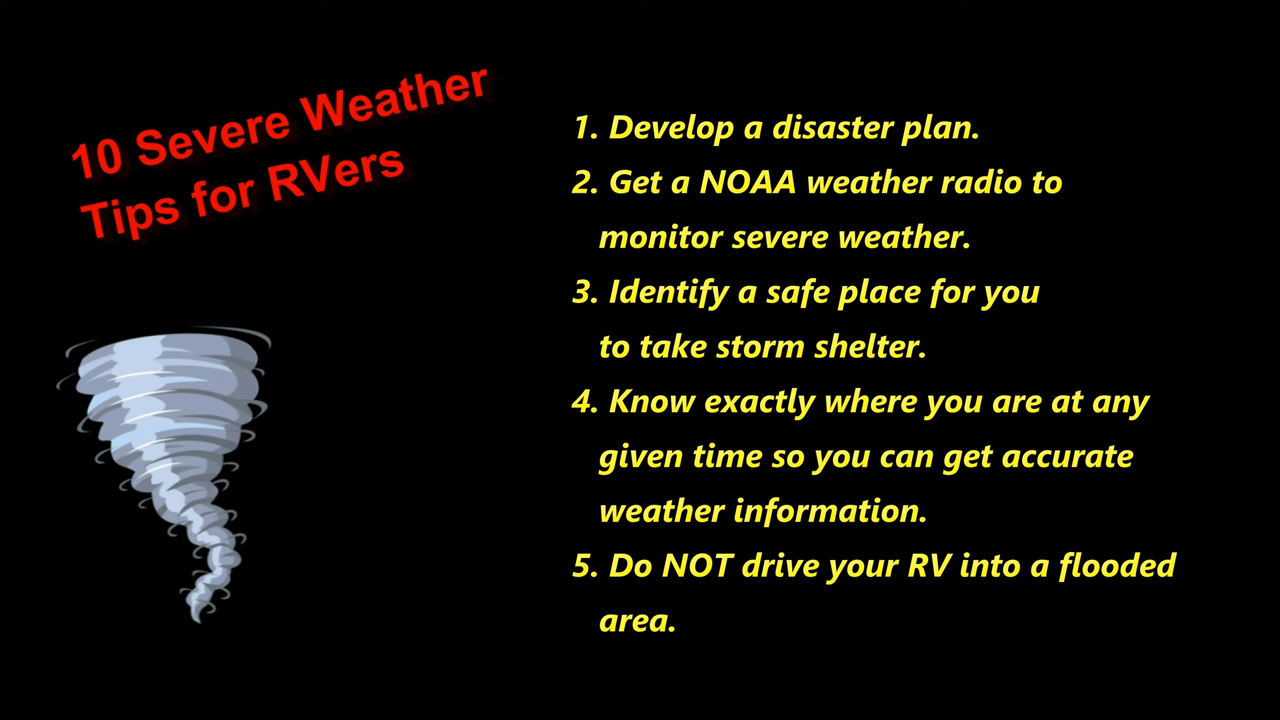 10 Severe Weather
Tips for RVers
1. Develop a disaster plan.
2. Get a NOAA weather radio to
monitor severe weather.
3. Identify a safe place for you
to take storm shelter.
4. Know exactly where you are at any
given time so you can get accurate
weather information.
5. Do NOT drive your RV into a flooded
area.